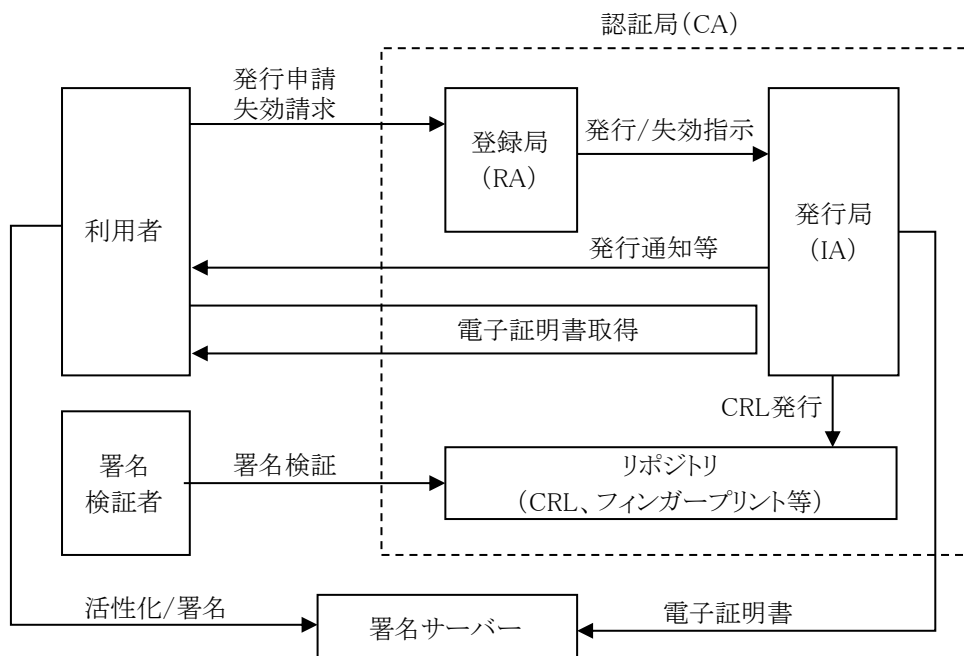 認証局(CA)
発行申請
失効請求
利用者
登録局
(RA)
発行/失効指示
発行局
(IA)
発行通知等
電子証明書取得
CRL発行
署名
検証者
署名検証
リポジトリ
(CRL、フィンガープリント等)
活性化/署名
署名サーバー
電子証明書